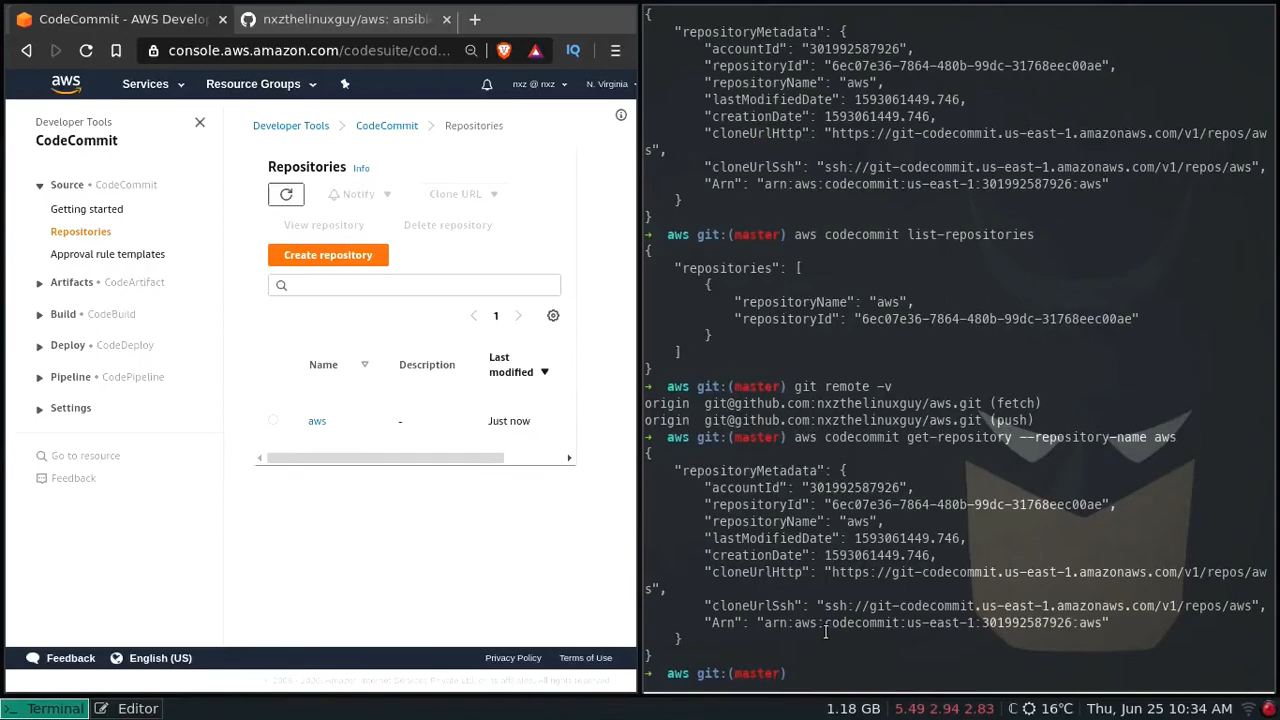 CodeCommit - AWS Develo
nxzthelinuxguy/aws: ansibl
console.aws.amazon.com/codesuite/cod...
aws
Services
Resource Groups
nxz @ nxz
N. Virginia
Developer Tools
CodeCommit
Source • CodeCommit
Getting started
Repositories
Approval rule templates
Artifacts • CodeArtifact
Build • CodeBuild
Deploy • CodeDeploy
Pipeline • CodePipeline
Settings
Go to resource
Feedback
Developer Tools
CodeCommit
Repositories
Repositories Info
Notify
Clone URL
View repository
Delete repository
Create repository
1
Name
Description
Last
modified
aws
-
Just now
Feedback
English (US)
Privacy Policy
Terms of Use
{
"repositoryMetadata": {
"accountId": "301992587926",
"repositoryId": "6ec07e36-7864-480b-99dc-31768eec00ae",
"repositoryName": "aws",
"lastModifiedDate": 1593061449.746,
"creationDate": 1593061449.746,
"cloneUrlHttp": "https://git-codecommit.us-east-1.amazonaws.com/v1/repos/aw
s",
"cloneUrlSsh": "ssh://git-codecommit.us-east-1.amazonaws.com/v1/repos/aws",
"Arn": "arn:aws:codecommit:us-east-1:301992587926:aws"
}
}
→ aws git:(master) aws codecommit list-repositories
{
"repositories": [
{
"repositoryName": "aws",
"repositoryId": "6ec07e36-7864-480b-99dc-31768eec00ae"
}
]
}
→ aws git:(master) git remote -v
origin git@github.com:nxzthelinuxguy/aws.git (fetch)
origin git@github.com:nxzthelinuxguy/aws.git (push)
→ aws git:(master) aws codecommit get-repository --repository-name aws
{
"repositoryMetadata": {
"accountId": "301992587926",
"repositoryId": "6ec07e36-7864-480b-99dc-31768eec00ae",
"repositoryName": "aws",
"lastModifiedDate": 1593061449.746,
"creationDate": 1593061449.746,
"cloneUrlHttp": "https://git-codecommit.us-east-1.amazonaws.com/v1/repos/aw
s",
"cloneUrlSsh": "ssh://git-codecommit.us-east-1.amazonaws.com/v1/repos/aws",
"Arn": "arn:aws:codecommit:us-east-1:301992587926:aws"
}
}
→ aws git:(master)
Terminal
Editor
1.18 GB
5.49 2.94 2.83
16°C
Thu, Jun 25 10:34 AM